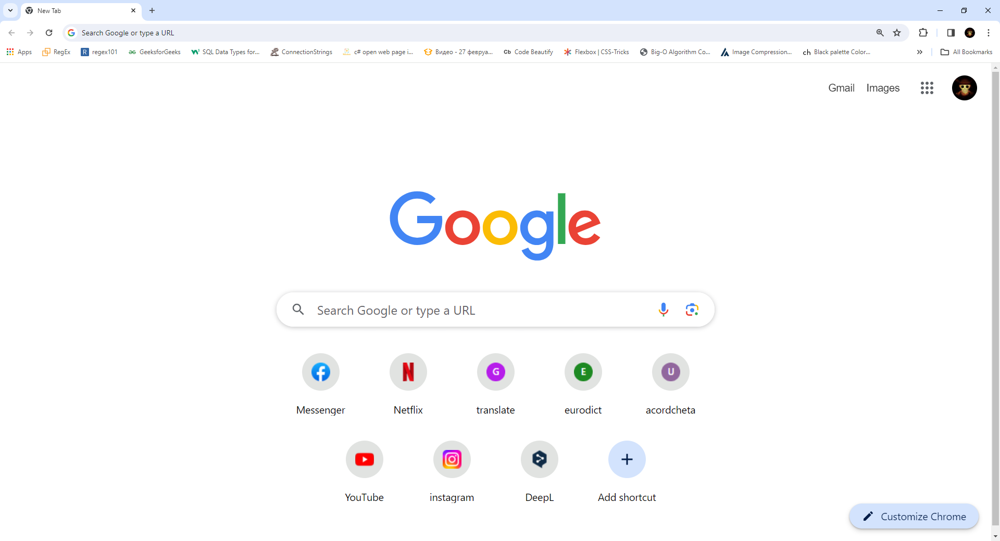 New Tab
Search Google or type a URL
Apps RegEx regex101 GeeksforGeeks SQL Data Types for... ConnectionStrings c# open web page i... Видео - 27 февруа... Code Beautify Flexbox | CSS-Tricks Big-O Algorithm Co... Image Compression... Black palette Color... All Bookmarks
Gmail Images
Google
Search Google or type a URL
Messenger Netflix translate eurodict acordcheta
YouTube instagram DeepL Add shortcut
Customize Chrome